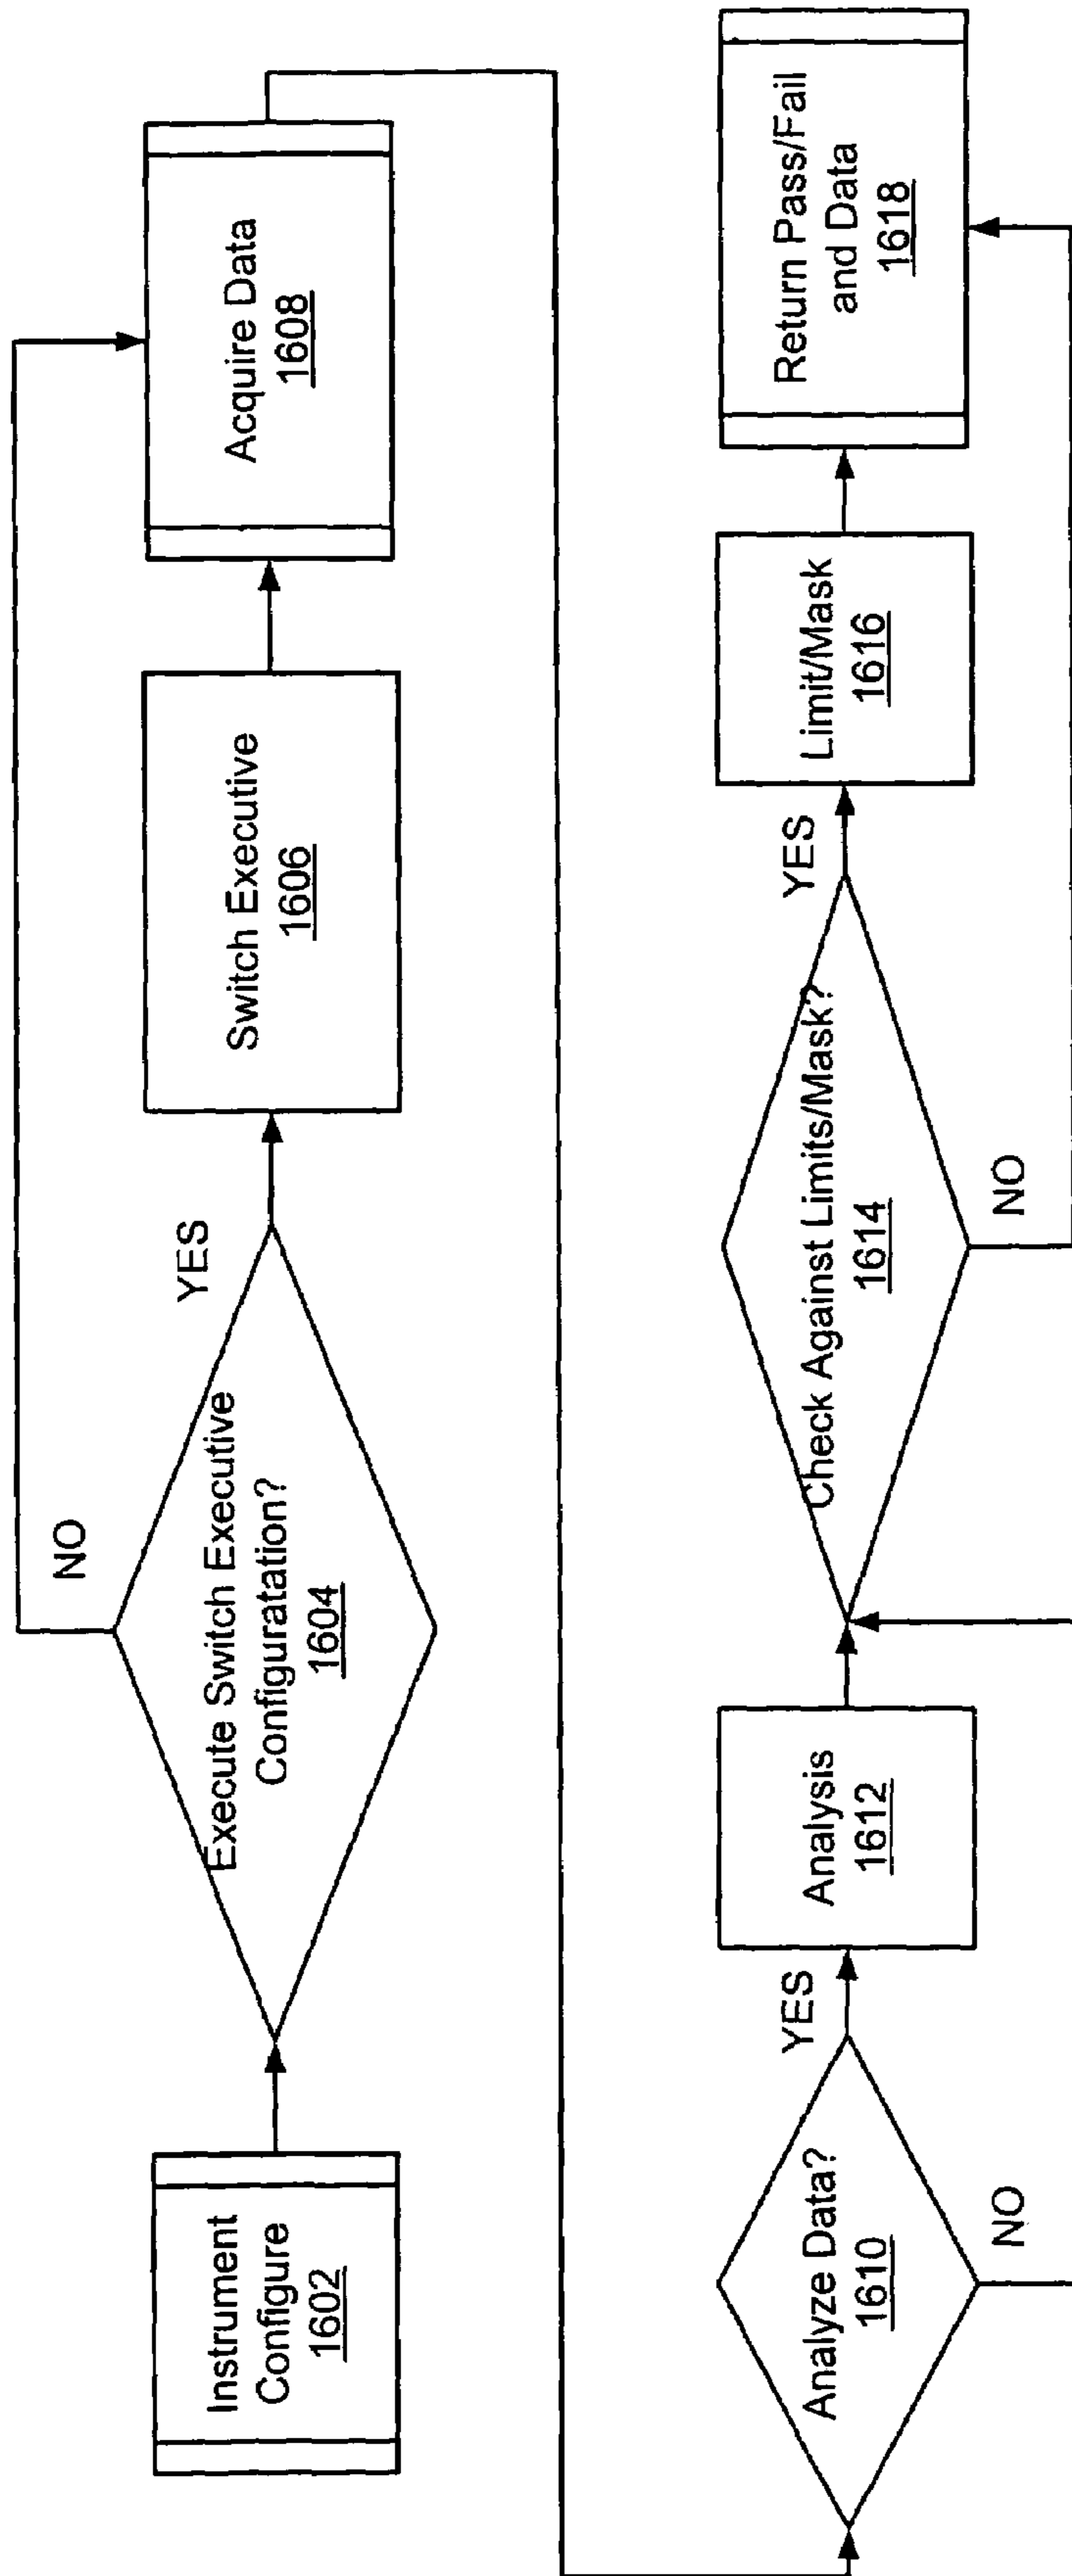 Instrument
Configure
1602
Execute Switch Executive
Configuratation?
1604
NO
YES
Switch Executive
1606
Acquire Data
1608
Analyze Data?
1610
YES
NO
Analysis
1612
Check Against Limits/Mask?
1614
YES
NO
Limit/Mask
1616
Return Pass/Fail
and Data
1618